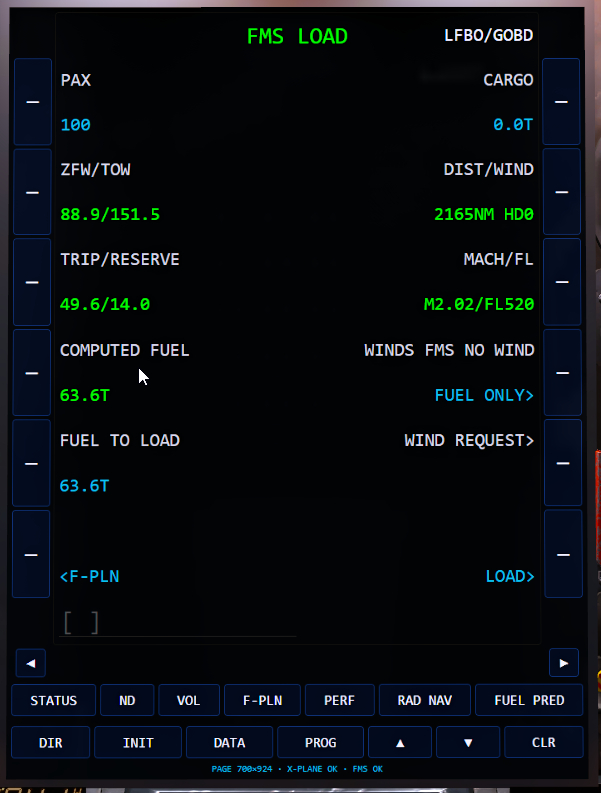 FMS LOAD LFBO/GOBD
PAX CARGO
– –
100 0.0T
ZFW/TOW DIST/WIND
– –
88.9/151.5 2165NM HD0
TRIP/RESERVE MACH/FL
– –
49.6/14.0 M2.02/FL520
COMPUTED FUEL WINDS FMS NO WIND
– –
63.6T FUEL ONLY>
FUEL TO LOAD WIND REQUEST>
– –
63.6T
– –
<F-PLN LOAD>
[ ]
◀ ▶
STATUS ND VOL F-PLN PERF RAD NAV FUEL PRED
DIR INIT DATA PROG ▲ ▼ CLR
PAGE 700×924 · X-PLANE OK · FMS OK